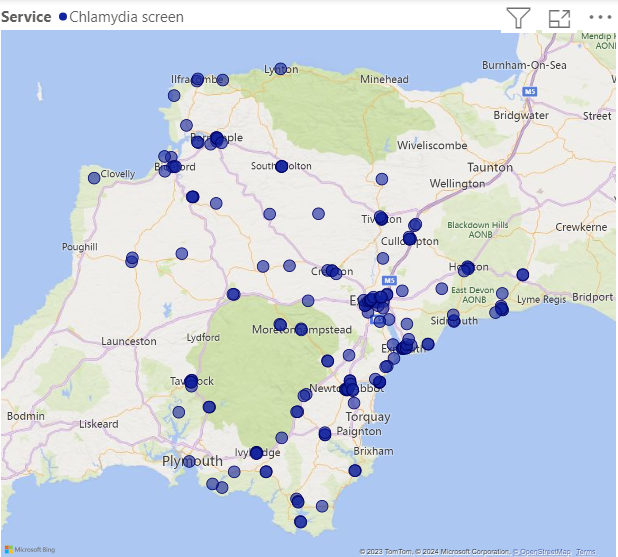 Service Chlamydia screen
Mendip
AONB
Lynton
Burnham-On-Sea
Ilfracombe
Minehead
M5
Bridgwater
Street
Barnstaple
Wiveliscombe
South Molton
Taunton
Bideford
Clovelly
Wellington
Tiverton
Blackdown Hills
AONB
Crewkerne
Poughill
Cullompton
Crediton
Honiton
M5
East Devon
AONB
Lyme Regis
Bridport
Sidmouth
Moretonhampstead
Launceston
Lydford
Exmouth
Tavistock
Newton Abbot
Bodmin
Liskeard
Torquay
Paignton
Plymouth
Ivybridge
Brixham
Microsoft Bing
© 2023 TomTom, © 2024 Microsoft Corporation, © OpenStreetMap Terms